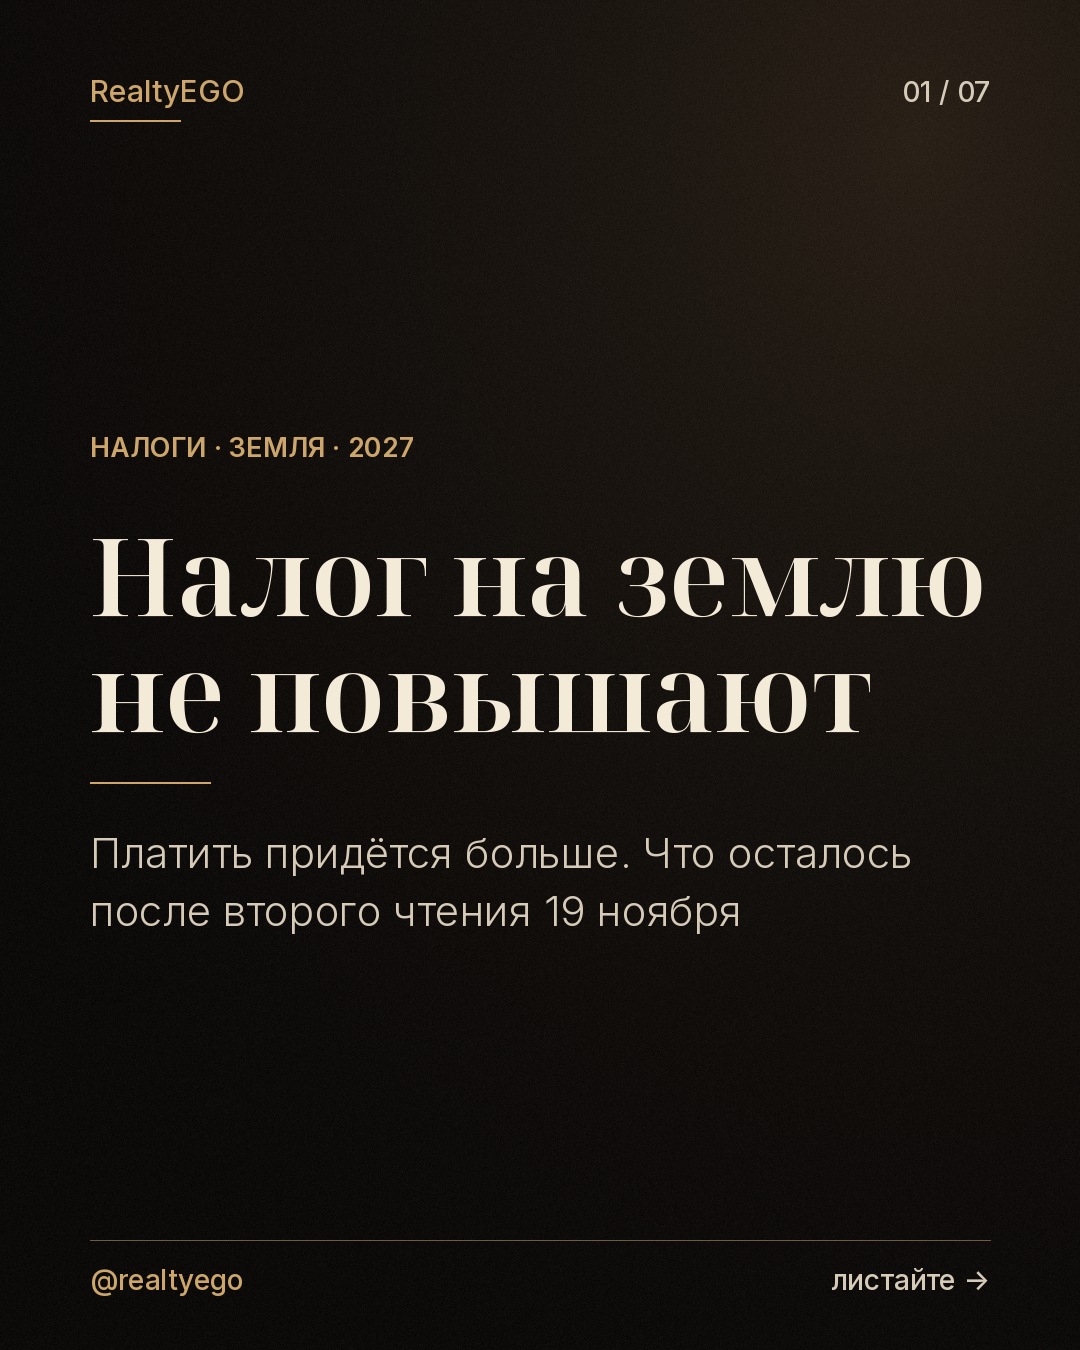 RealtyEGO
01 / 07
НАЛОГИ · ЗЕМЛЯ · 2027
Налог на землю
не повышают
Платить придётся больше. Что осталось
после второго чтения 19 ноября
@realtyego
листайте →